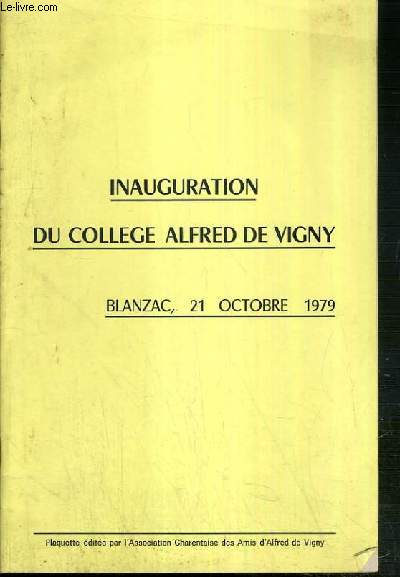 Le-livre.com
INAUGURATION
DU COLLEGE ALFRED DE VIGNY
BLANZAC, 21 OCTOBRE 1979
Plaquette éditée par l'Association Charentaise des Amis d'Alfred de Vigny